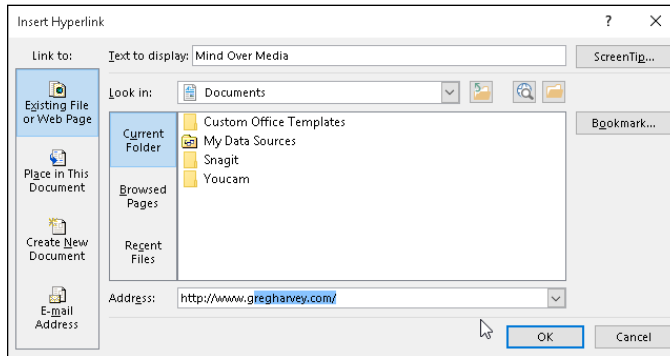 Insert Hyperlink
? X
Link to:
Text to display: Mind Over Media
ScreenTip...
Existing File
or Web Page
Look in: Documents
Bookmark...
Current
Folder
Custom Office Templates
My Data Sources
Snagit
Youcam
Place in This
Document
Browsed
Pages
Create New
Document
Recent
Files
E-mail
Address
Address: http://www.gregharvey.com/
OK Cancel